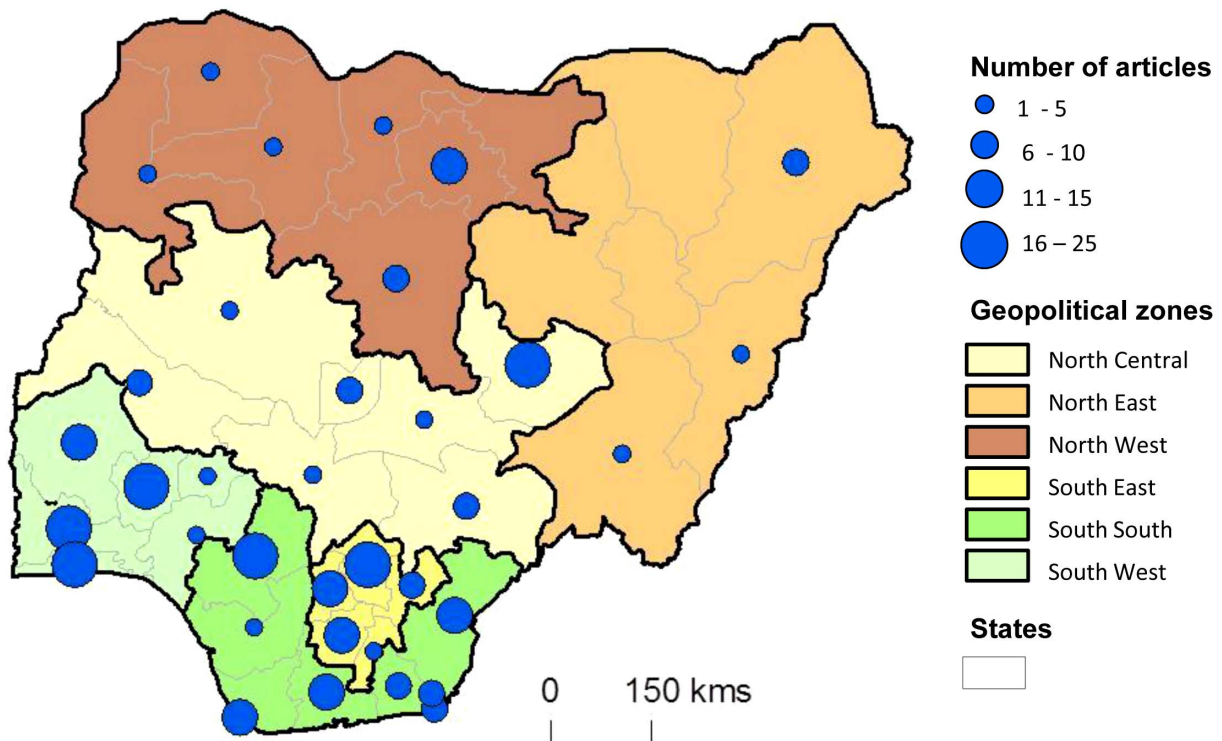 Number of articles
1 - 5
6 - 10
11 - 15
16 – 25
Geopolitical zones
North Central
North East
North West
South East
South South
South West
States
0 150 kms